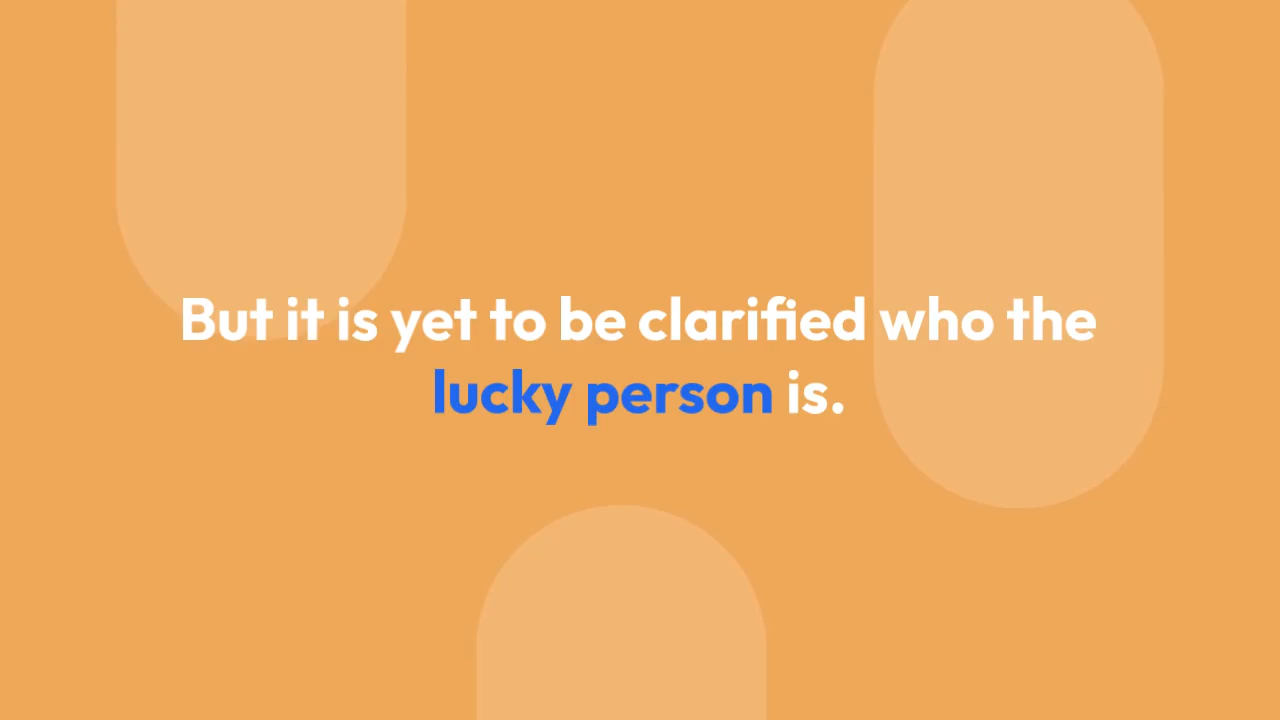 But it is yet to be clarified who the
lucky person is.